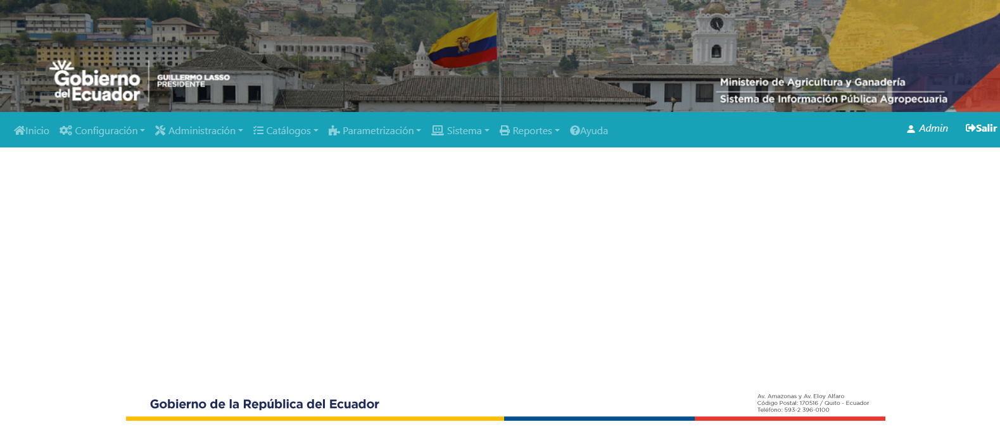 Gobierno
del Ecuador
GUILLERMO LASSO
PRESIDENTE
Ministerio de Agricultura y Ganadería
Sistema de Información Pública Agropecuaria
Inicio Configuración Administración Catálogos Parametrización Sistema Reportes Ayuda Admin Salir
Gobierno de la República del Ecuador
Av. Amazonas y Av. Eloy Alfaro
Código Postal: 170516 / Quito - Ecuador
Teléfono: 593-2 396-0100